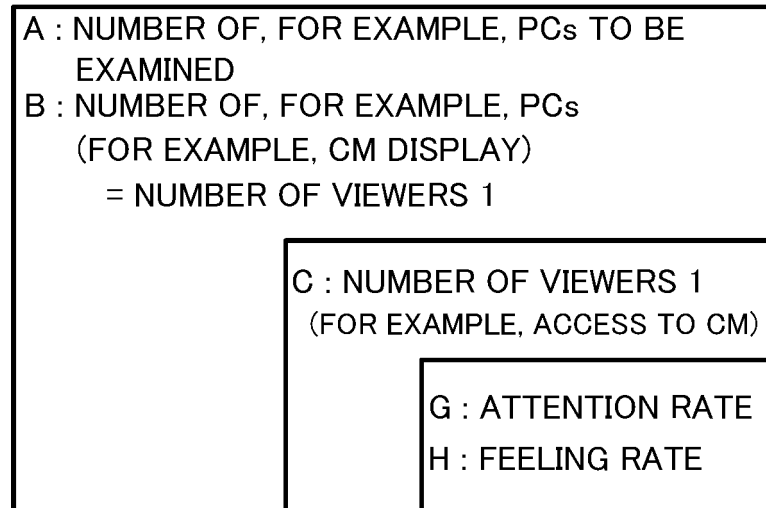 A : NUMBER OF, FOR EXAMPLE, PCs TO BE
EXAMINED
B : NUMBER OF, FOR EXAMPLE, PCs
(FOR EXAMPLE, CM DISPLAY)
= NUMBER OF VIEWERS 1
C : NUMBER OF VIEWERS 1
(FOR EXAMPLE, ACCESS TO CM)
G : ATTENTION RATE
H : FEELING RATE